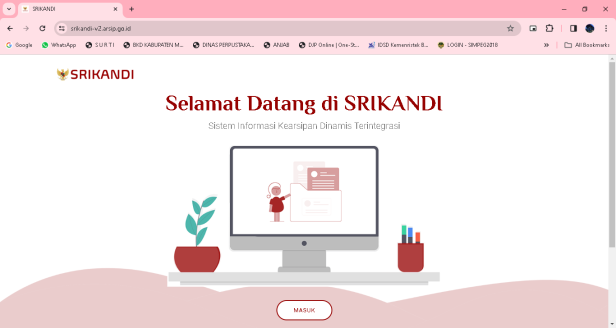 SRIKANDI
srikandi-v2.arsip.go.id
Google
WhatsApp
S U R T I
BKD KABUPATEN M...
DINAS PERPUSTAKA...
ANJAB
DJP Online | One-St...
IDSD Kemenristek B...
LOGIN - SIMPEG2018
All Bookmarks
SRIKANDI
Selamat Datang di SRIKANDI
Sistem Informasi Kearsipan Dinamis Terintegrasi
MASUK